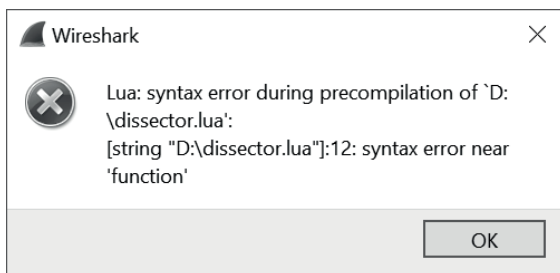 Wireshark
Lua: syntax error during precompilation of `D:
\dissector.lua':
[string "D:\dissector.lua"]:12: syntax error near
'function'
OK